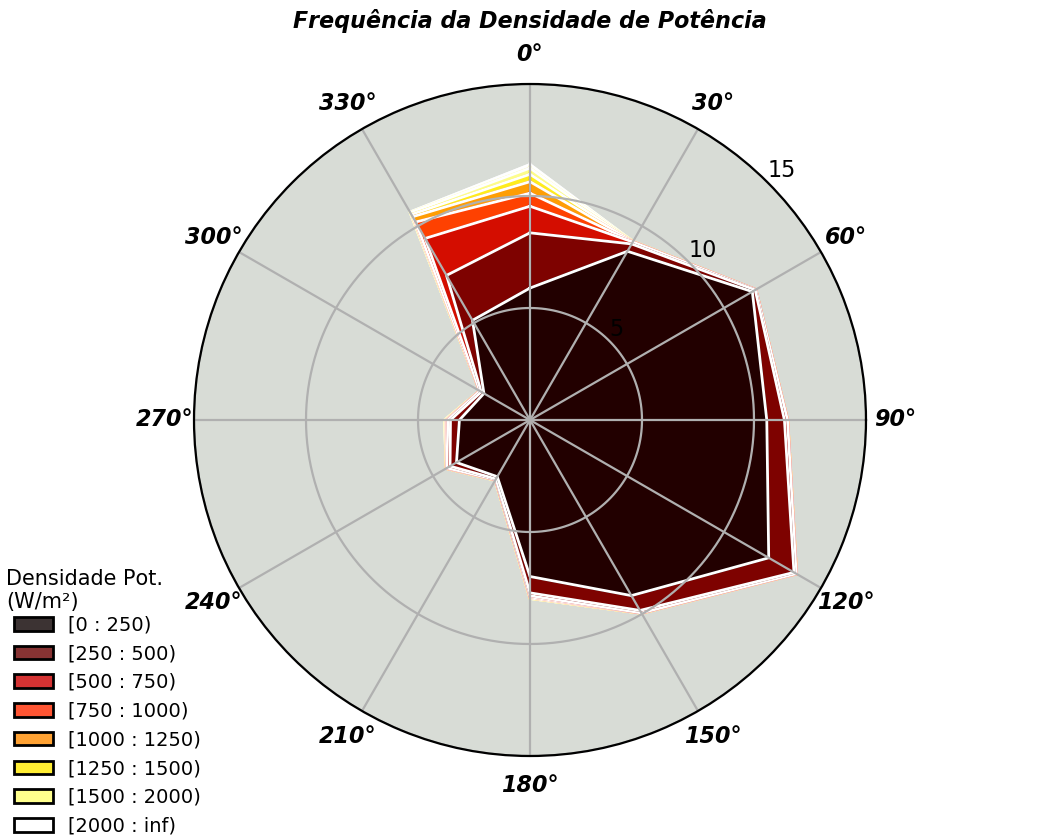 Frequência da Densidade de Potência
0°
330°
30°
15
300°
60°
10
5
270°
90°
240°
120°
210°
150°
180°
Densidade Pot.
(W/m²)
[0 : 250)
[250 : 500)
[500 : 750)
[750 : 1000)
[1000 : 1250)
[1250 : 1500)
[1500 : 2000)
[2000 : inf)